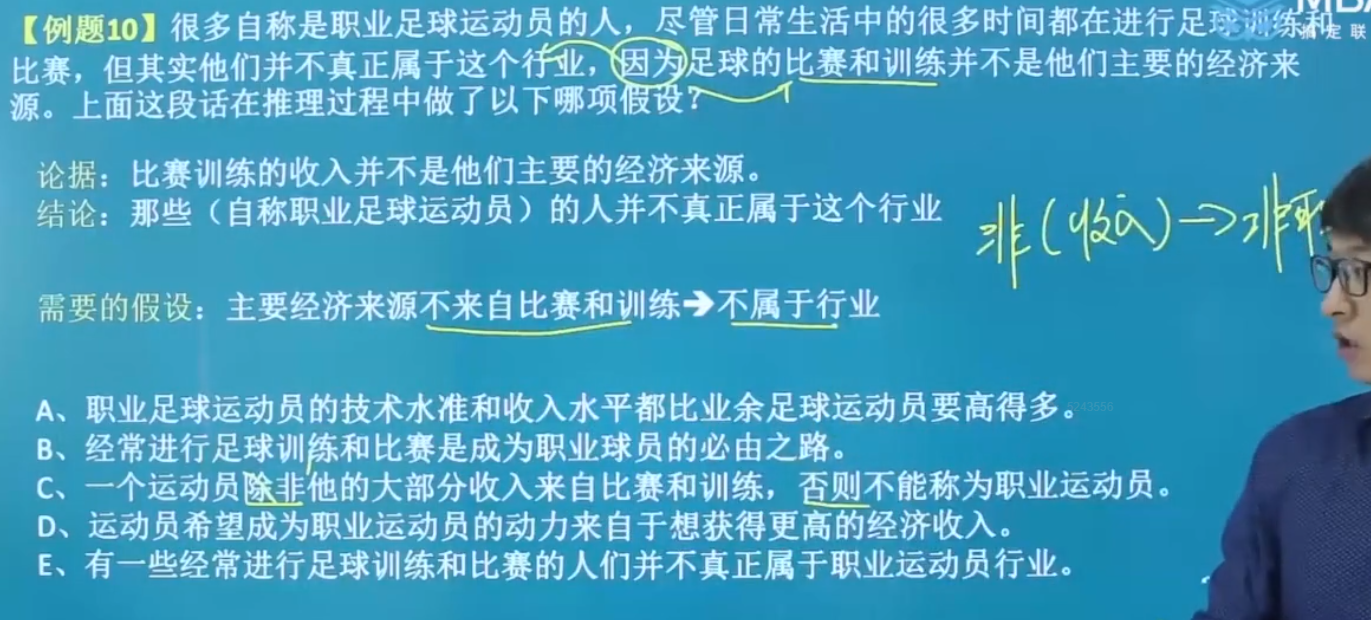 【例题10】很多自称是职业足球运动员的人，尽管日常生活中的很多时间都在进行足球训练和
比赛，但其实他们并不真正属于这个行业，因为足球的比赛和训练并不是他们主要的经济来
源。上面这段话在推理过程中做了以下哪项假设？
论据：比赛训练的收入并不是他们主要的经济来源。
结论：那些（自称职业足球运动员）的人并不真正属于这个行业
非(收入)→非职
需要的假设：主要经济来源不来自比赛和训练➔不属于行业
A、职业足球运动员的技术水准和收入水平都比业余足球运动员要高得多。
B、经常进行足球训练和比赛是成为职业球员的必由之路。
C、一个运动员除非他的大部分收入来自比赛和训练，否则不能称为职业运动员。
D、运动员希望成为职业运动员的动力来自于想获得更高的经济收入。
E、有一些经常进行足球训练和比赛的人们并不真正属于职业运动员行业。